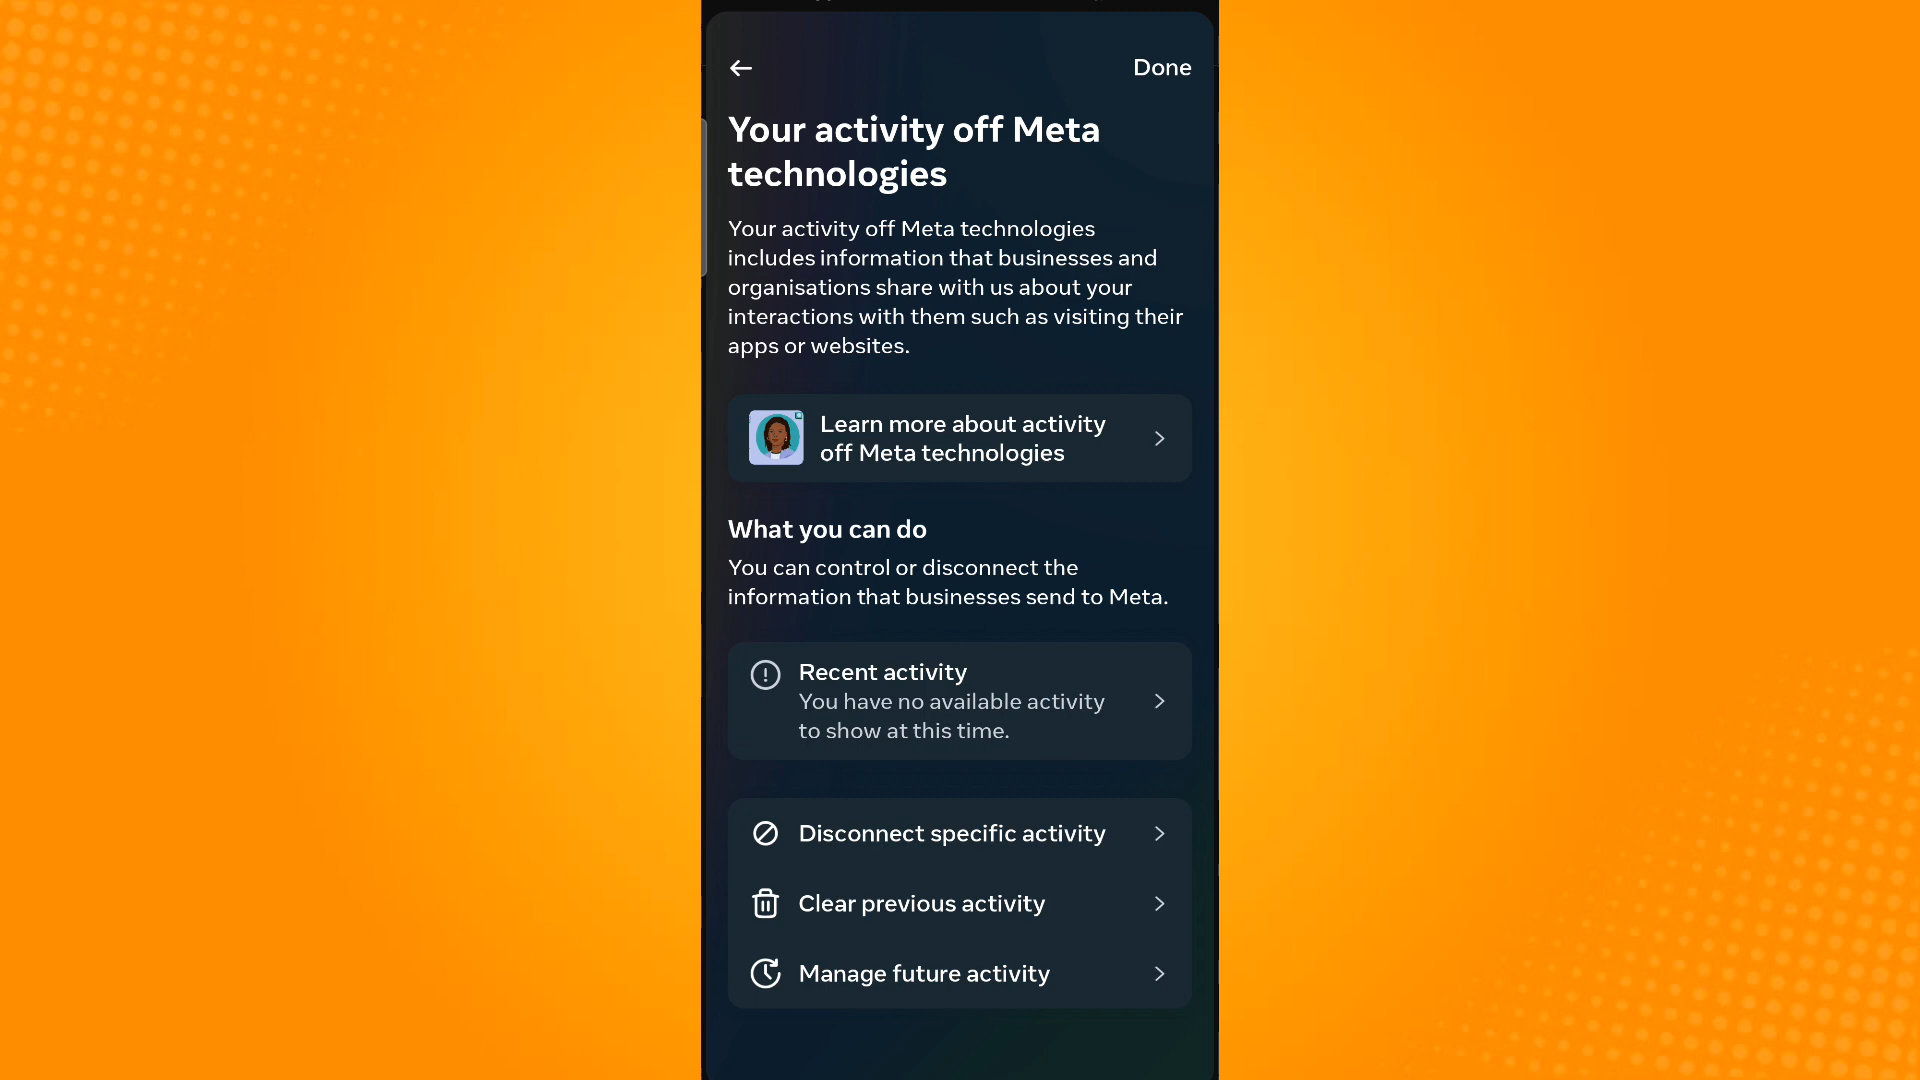 Done
Your activity off Meta
technologies
Your activity off Meta technologies
includes information that businesses and
organisations share with us about your
interactions with them such as visiting their
apps or websites.
Learn more about activity
off Meta technologies
What you can do
You can control or disconnect the
information that businesses send to Meta.
Recent activity
You have no available activity
to show at this time.
Disconnect specific activity
Clear previous activity
Manage future activity